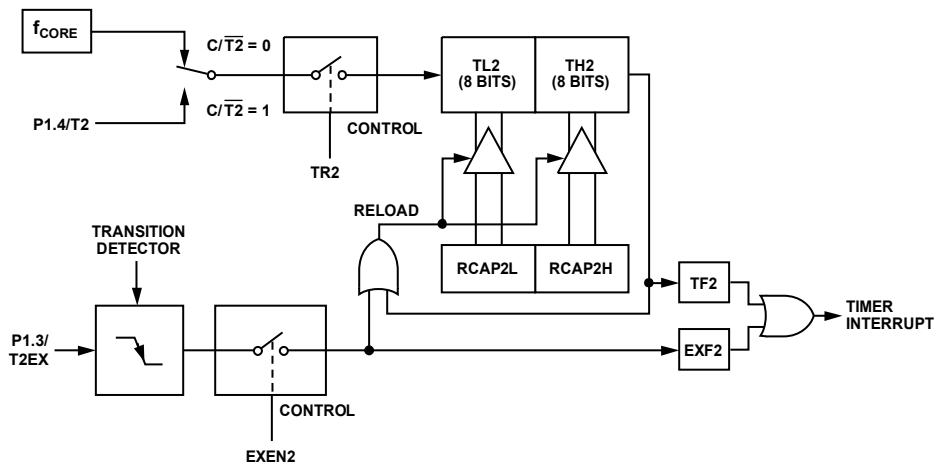 fCORE
C/T2̅ = 0
C/T2̅ = 1
P1.4/T2
CONTROL
TR2
TL2
(8 BITS)
TH2
(8 BITS)
RELOAD
RCAP2L
RCAP2H
TRANSITION
DETECTOR
P1.3/
T2EX
CONTROL
EXEN2
TF2
EXF2
TIMER
INTERRUPT